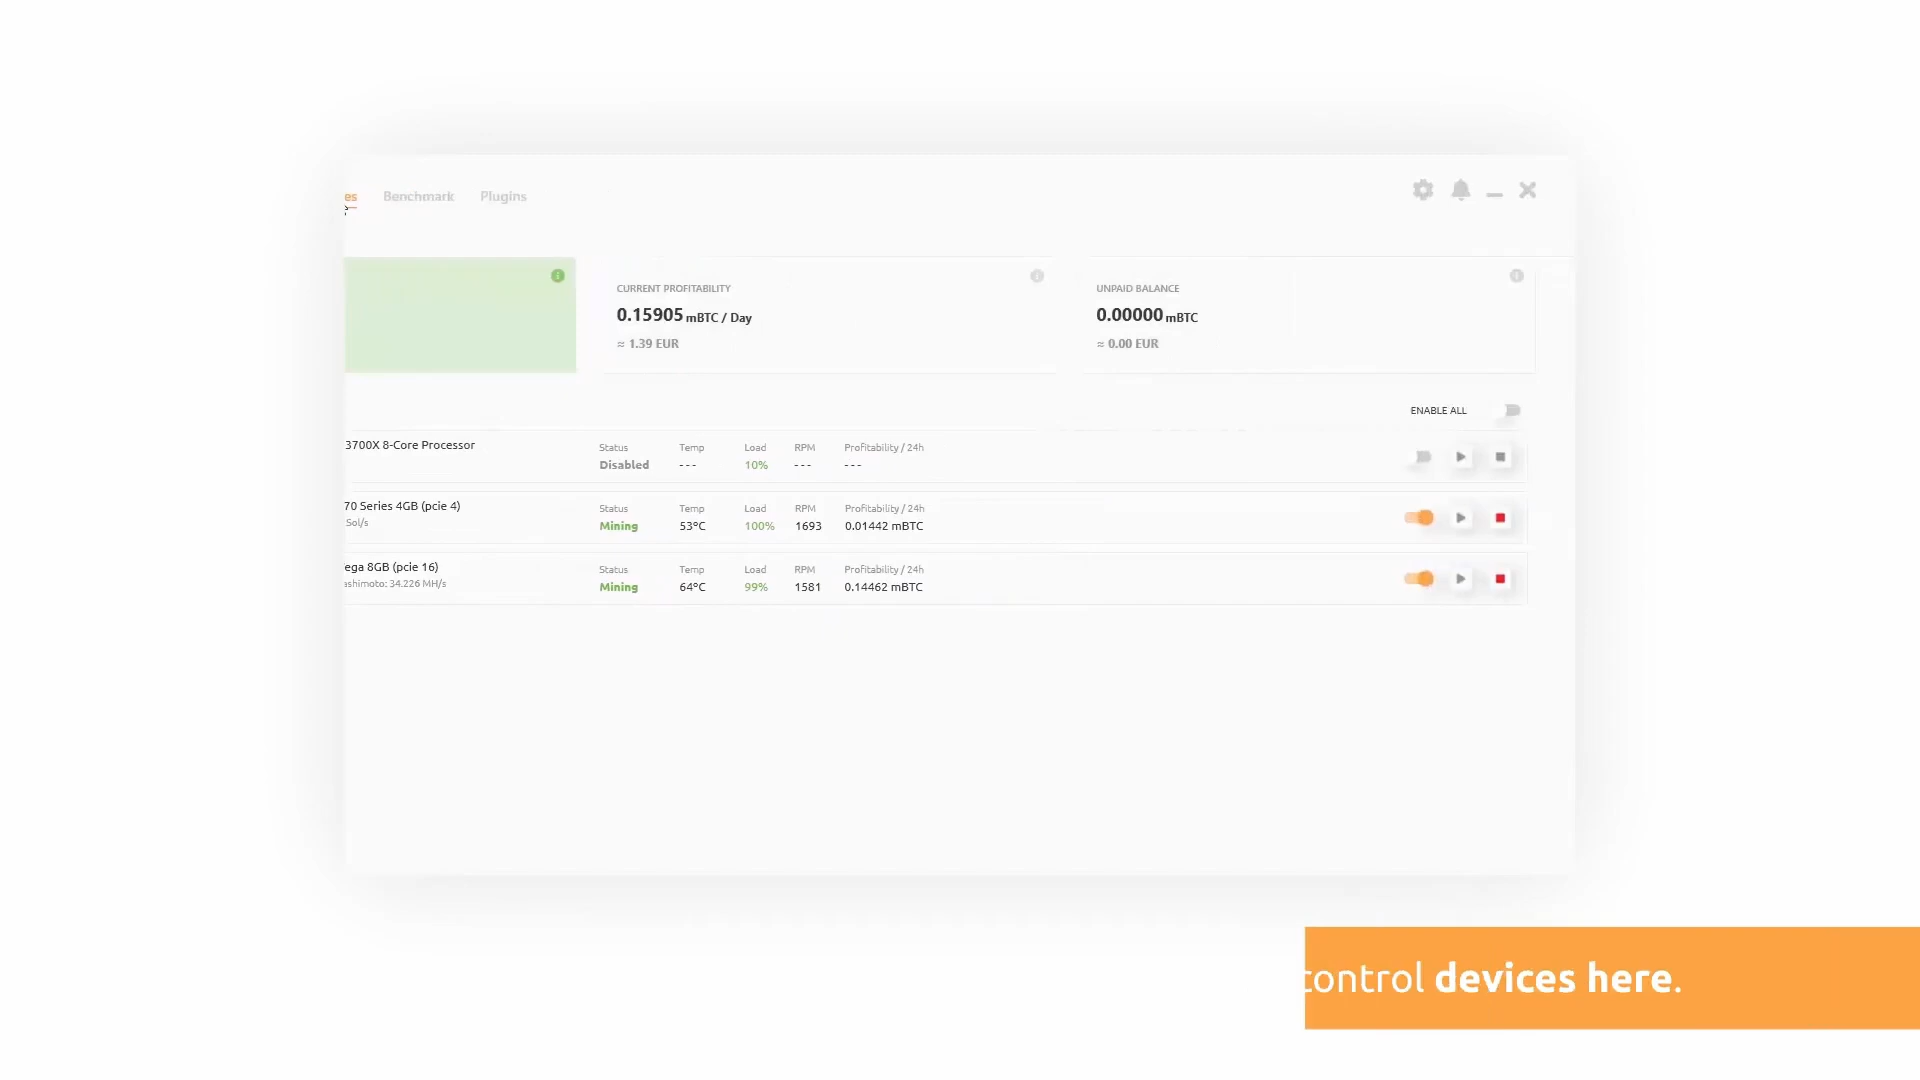 es Benchmark Plugins
CURRENT PROFITABILITY
0.15905 mBTC / Day
≈ 1.39 EUR
UNPAID BALANCE
0.00000 mBTC
≈ 0.00 EUR
ENABLE ALL
3700X 8-Core Processor
Status Temp Load RPM Profitability / 24h
Disabled --- 10% --- ---
70 Series 4GB (pcie 4)
Sol/s
Status Temp Load RPM Profitability / 24h
Mining 53°C 100% 1693 0.01442 mBTC
ega 8GB (pcie 16)
ashimoto: 34.226 MH/s
Status Temp Load RPM Profitability / 24h
Mining 64°C 99% 1581 0.14462 mBTC
control devices here.